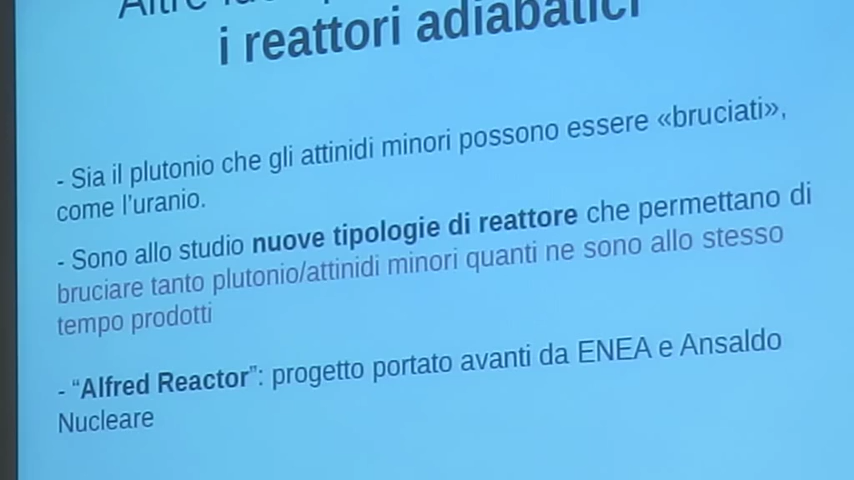 Altre
i reattori adiabatici
- Sia il plutonio che gli attinidi minori possono essere «bruciati»,
come l'uranio.
- Sono allo studio nuove tipologie di reattore che permettano di
bruciare tanto plutonio/attinidi minori quanti ne sono allo stesso
tempo prodotti
- “Alfred Reactor”: progetto portato avanti da ENEA e Ansaldo
Nucleare